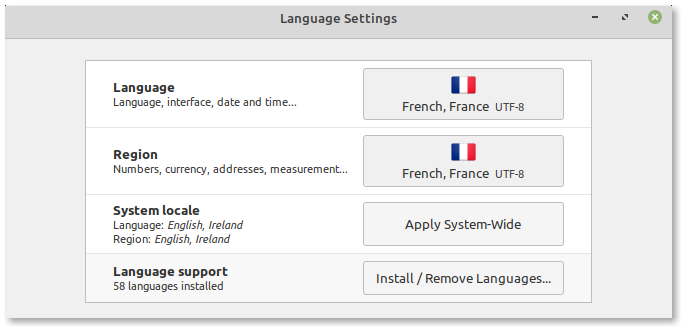 Language Settings
Language
Language, interface, date and time...
French, France UTF-8
Region
Numbers, currency, addresses, measurement...
French, France UTF-8
System locale
Language: English, Ireland
Region: English, Ireland
Apply System-Wide
Language support
58 languages installed
Install / Remove Languages...